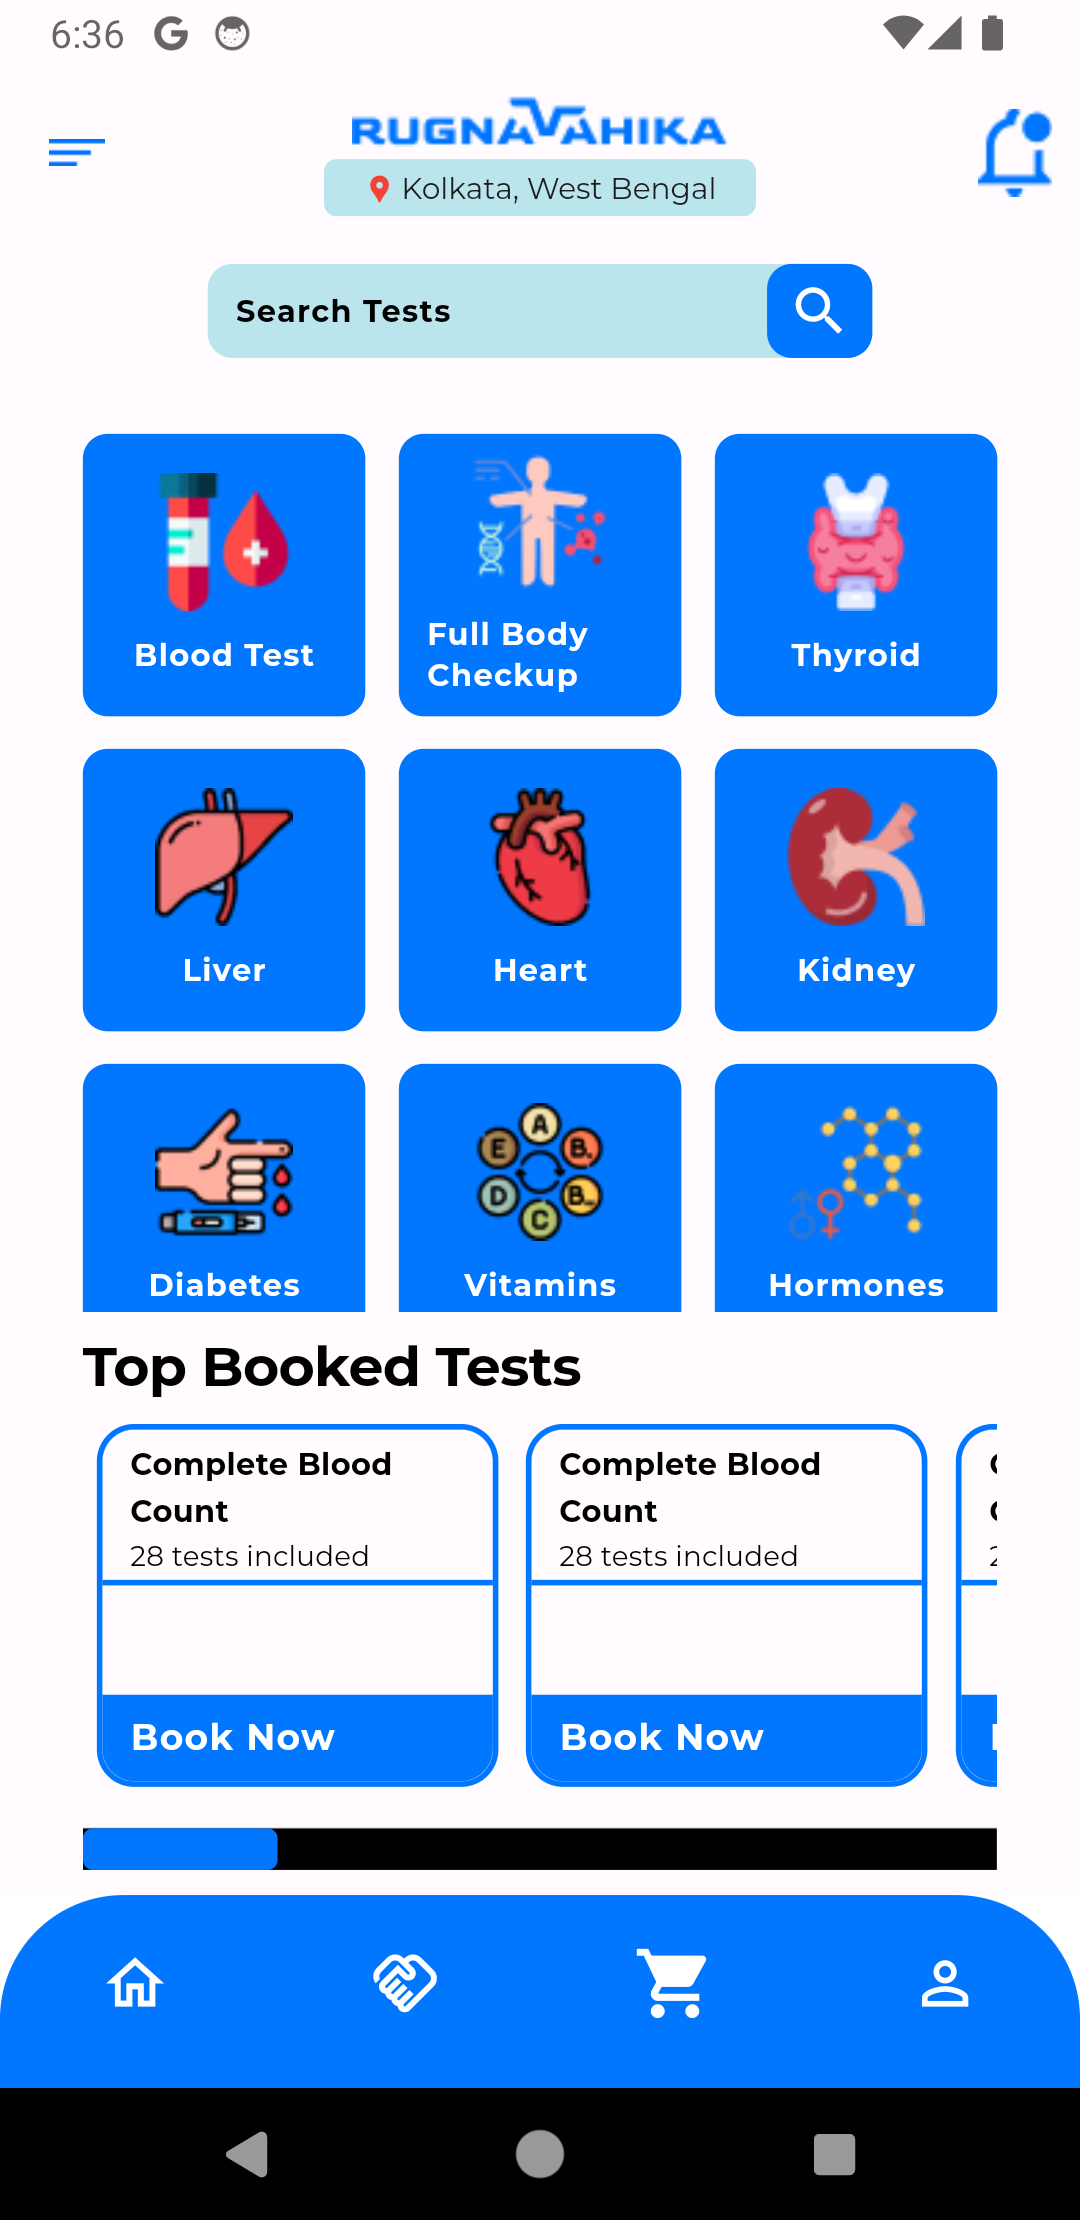 6:36
RUGNAVAHIKA
Kolkata, West Bengal
Search Tests
Blood Test
Full Body
Checkup
Thyroid
Liver
Heart
Kidney
A
E
B
D
B
C
Diabetes
Vitamins
Hormones
Top Booked Tests
Complete Blood
Count
28 tests included
Book Now
Complete Blood
Count
28 tests included
Book Now